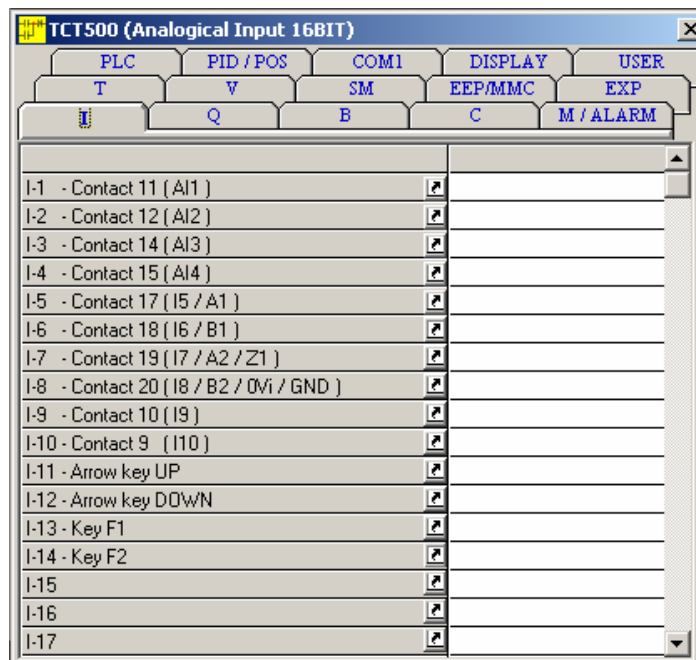 TCT500 (Analogical Input 16BIT)
PLC PID / POS COM1 DISPLAY USER
T V SM EEP/MMC EXP
I Q B C M / ALARM
I-1 - Contact 11 ( AI1 )
I-2 - Contact 12 ( AI2 )
I-3 - Contact 14 ( AI3 )
I-4 - Contact 15 ( AI4 )
I-5 - Contact 17 ( I5 / A1 )
I-6 - Contact 18 ( I6 / B1 )
I-7 - Contact 19 ( I7 / A2 / Z1 )
I-8 - Contact 20 ( I8 / B2 / 0Vi / GND )
I-9 - Contact 10 ( I9 )
I-10 - Contact 9 ( I10 )
I-11 - Arrow key UP
I-12 - Arrow key DOWN
I-13 - Key F1
I-14 - Key F2
I-15
I-16
I-17